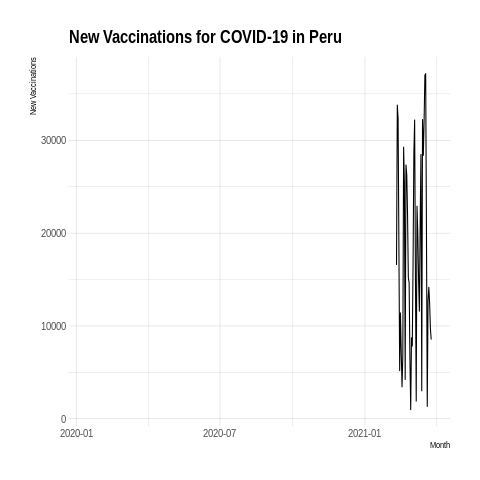 New Vaccinations for COVID-19 in Peru
New Vaccinations
30000
20000
10000
0
2020-01 2020-07 2021-01
Month